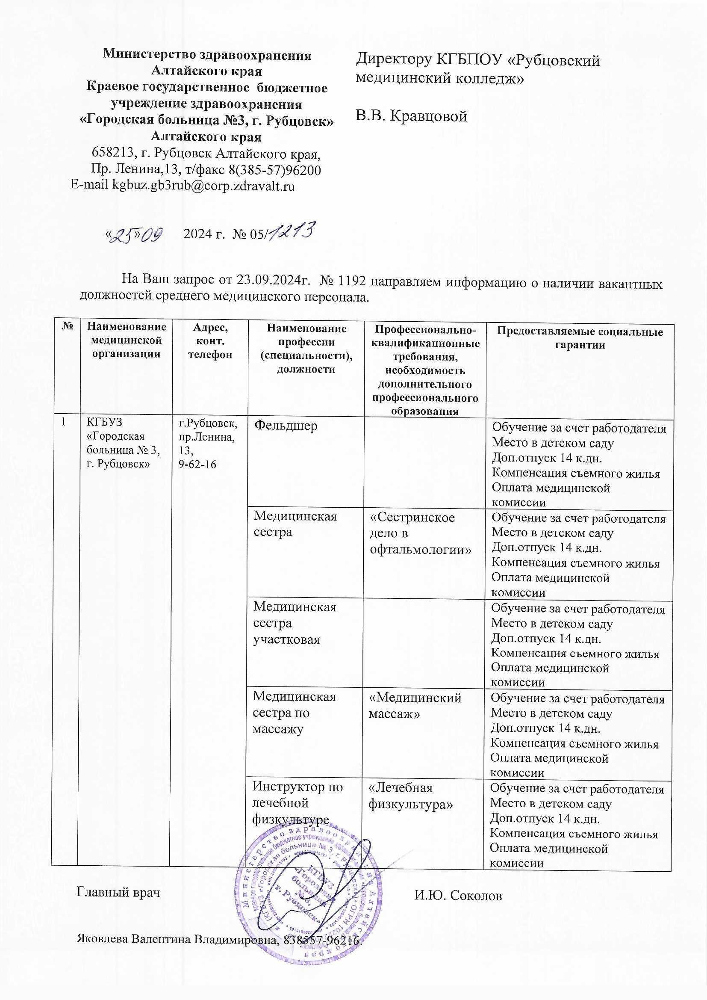 Министерство здравоохранения
Алтайского края
Краевое государственное бюджетное
учреждение здравоохранения
«Городская больница №3, г. Рубцовск»
Алтайского края
658213, г. Рубцовск Алтайского края,
Пр. Ленина,13, т/факс 8(385-57)96200
E-mail kgbuz.gb3rub@corp.zdravalt.ru
Директору КГБПОУ «Рубцовский
медицинский колледж»
В.В. Кравцовой
«25»09 2024 г. № 05/1213
На Ваш запрос от 23.09.2024г. № 1192 направляем информацию о наличии вакантных
должностей среднего медицинского персонала.
№
Наименование
медицинской
организации
Адрес,
конт.
телефон
Наименование
профессии
(специальности),
должности
Профессионально-
квалификационные
требования,
необходимость
дополнительного
профессионального
образования
Предоставляемые социальные
гарантии
1
КГБУЗ
«Городская
больница № 3,
г. Рубцовск»
г.Рубцовск,
пр.Ленина,
13,
9-62-16
Фельдшер
Обучение за счет работодателя
Место в детском саду
Доп.отпуск 14 к.дн.
Компенсация съемного жилья
Оплата медицинской
комиссии
Медицинская
сестра
«Сестринское
дело в
офтальмологии»
Обучение за счет работодателя
Место в детском саду
Доп.отпуск 14 к.дн.
Компенсация съемного жилья
Оплата медицинской
комиссии
Медицинская
сестра
участковая
Обучение за счет работодателя
Место в детском саду
Доп.отпуск 14 к.дн.
Компенсация съемного жилья
Оплата медицинской
комиссии
Медицинская
сестра по
массажу
«Медицинский
массаж»
Обучение за счет работодателя
Место в детском саду
Доп.отпуск 14 к.дн.
Компенсация съемного жилья
Оплата медицинской
комиссии
Инструктор по
лечебной
физкультуре
«Лечебная
физкультура»
Обучение за счет работодателя
Место в детском саду
Доп.отпуск 14 к.дн.
Компенсация съемного жилья
Оплата медицинской
комиссии
Министерство здравоохранения Алтайского края
КГБУЗ
«Городская
больница
№ 3,
г. Рубцовск»
Главный врач
И.Ю. Соколов
Яковлева Валентина Владимировна, 838557-96216.